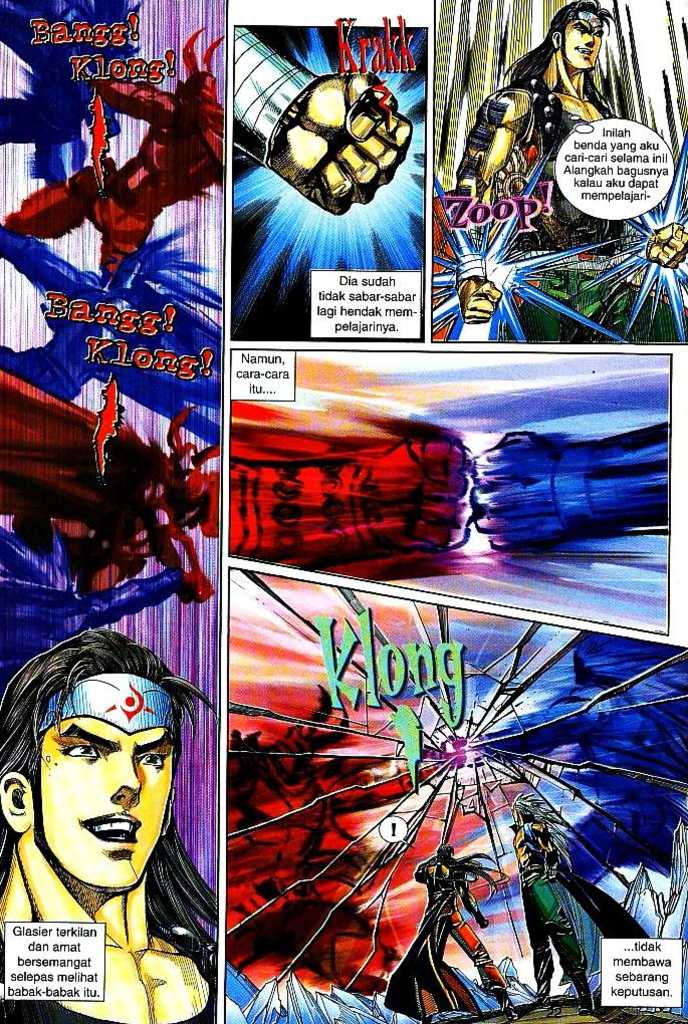 Bangg!
Klong!
Bangg!
Klong!
Glasier terkilan
dan amat
bersemangat
selepas melihat
babak-babak itu.
Krakk
Dia sudah
tidak sabar-sabar
lagi hendak mem-
pelajarinya.
Inilah
benda yang aku
cari-cari selama ini!
Alangkah bagusnya
kalau aku dapat
mempelajari-
Zoop!
Namun,
cara-cara
itu....
Klong
!
...tidak
membawa
sebarang
keputusan.